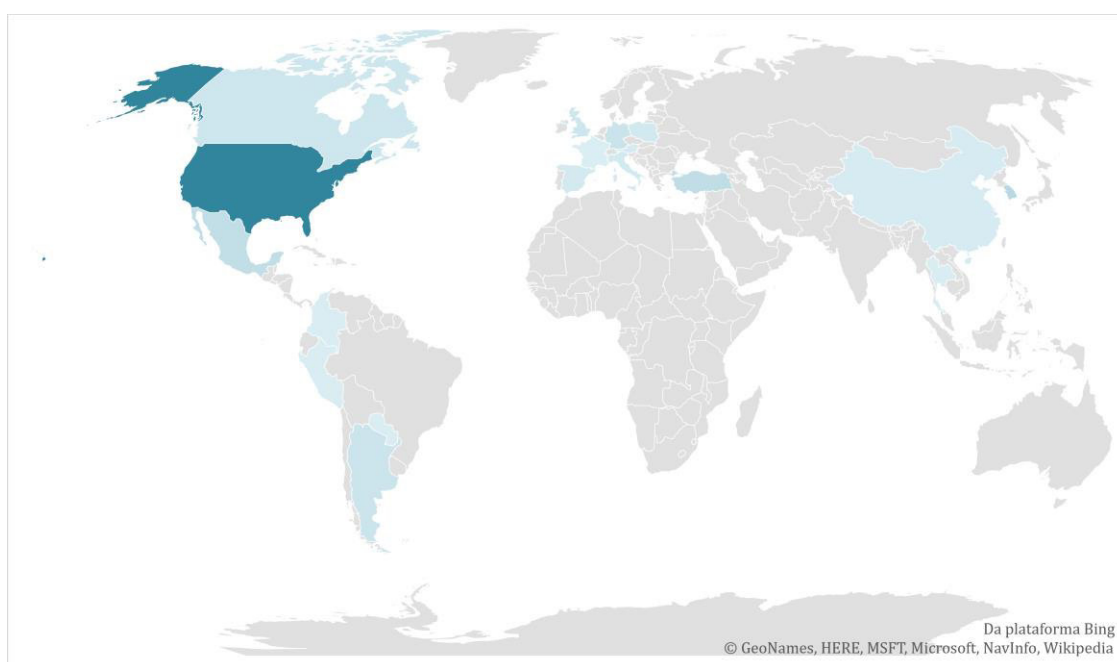 Da plataforma Bing
© GeoNames, HERE, MSFT, Microsoft, NavInfo, Wikipedia